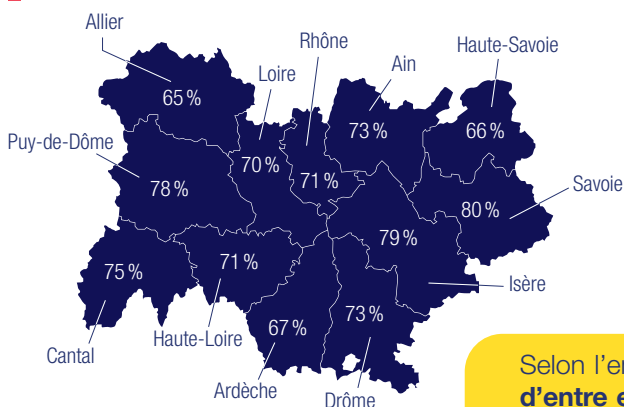 Allier
Rhône
Haute-Savoie
Loire
Ain
65 %
73 %
66 %
Puy-de-Dôme
70 %
71 %
78 %
Savoie
80 %
79 %
75 %
71 %
Isère
67 %
73 %
Haute-Loire
Cantal
Ardèche
Drôme
Selon l'en
d'entre e